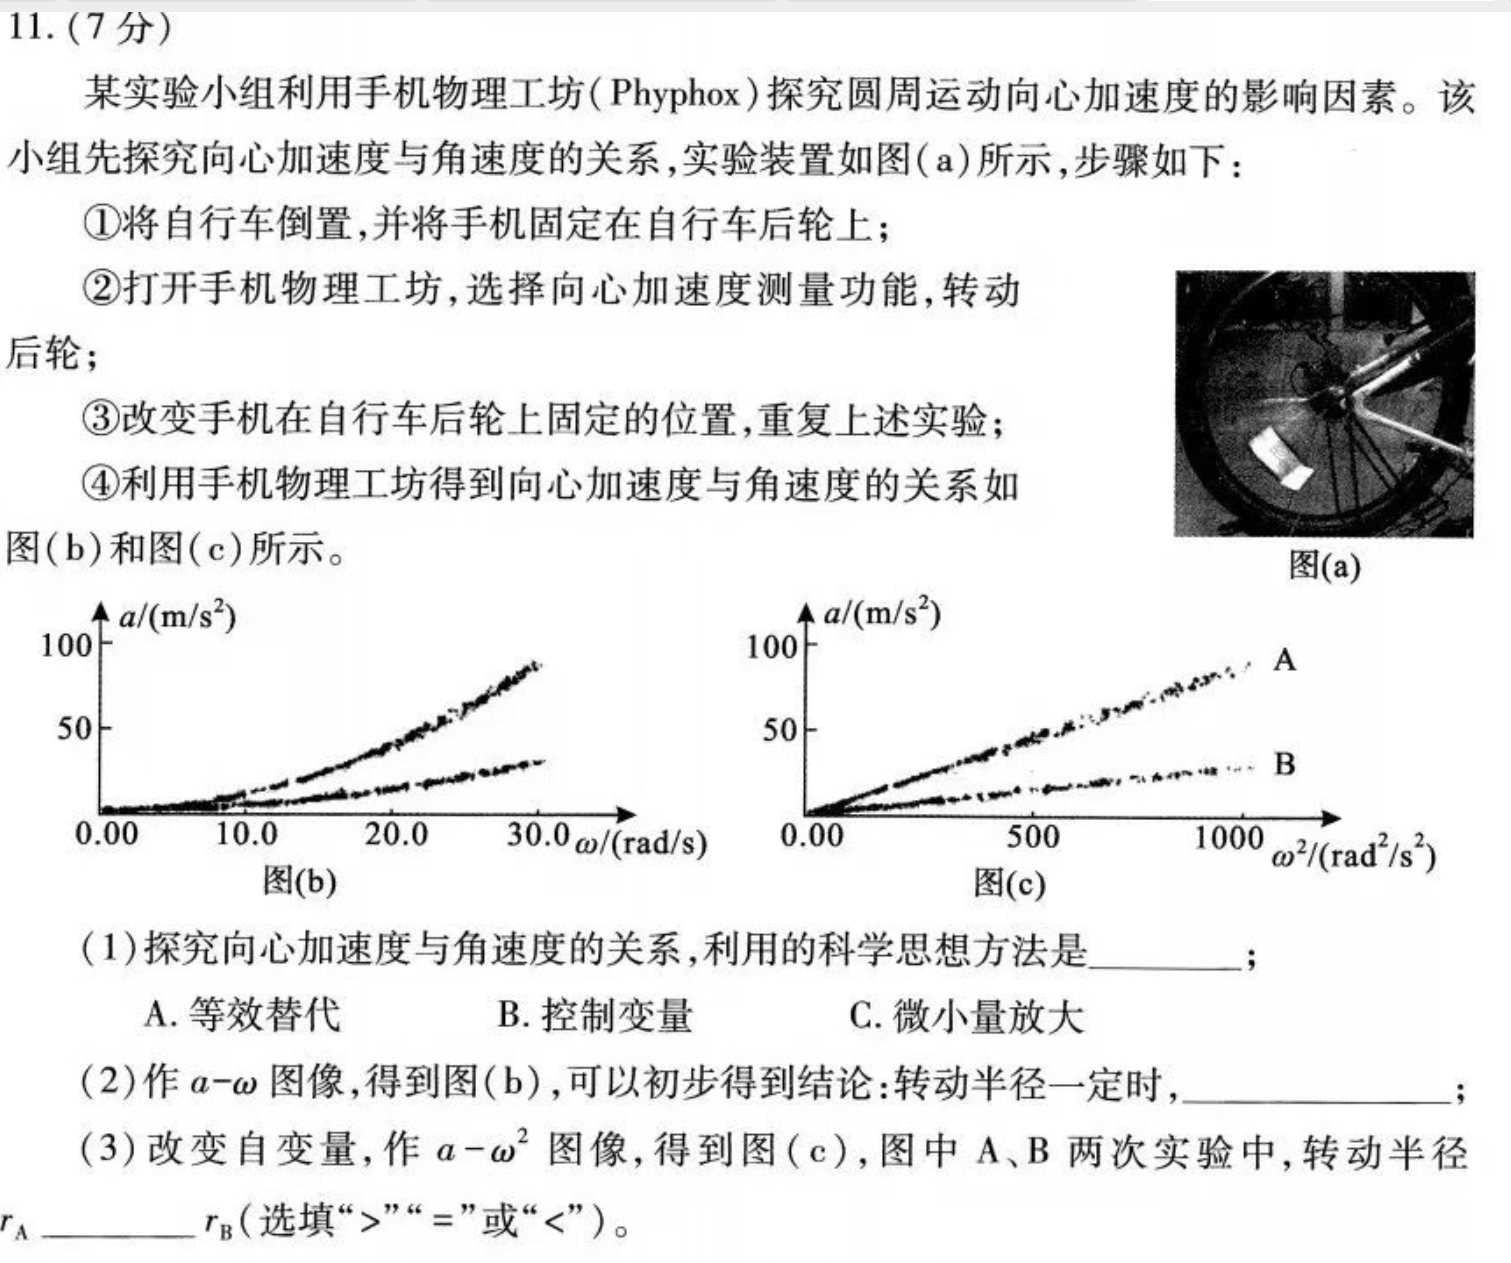 11.(7分)
某实验小组利用手机物理工坊(Phyphox)探究圆周运动向心加速度的影响因素。该
小组先探究向心加速度与角速度的关系,实验装置如图(a)所示,步骤如下:
①将自行车倒置,并将手机固定在自行车后轮上;
②打开手机物理工坊,选择向心加速度测量功能,转动
后轮;
③改变手机在自行车后轮上固定的位置,重复上述实验;
④利用手机物理工坊得到向心加速度与角速度的关系如
图(b)和图(c)所示。
图(a)
a/(m/s²)
100
50
0.00 10.0 20.0 30.0 ω/(rad/s)
图(b)
a/(m/s²)
100
50
A
B
0.00 500 1000 ω²/(rad²/s²)
图(c)
(1)探究向心加速度与角速度的关系,利用的科学思想方法是________;
A. 等效替代 B. 控制变量 C. 微小量放大
(2)作 a-ω 图像,得到图(b),可以初步得到结论:转动半径一定时,______________;
(3)改变自变量,作 a-ω² 图像,得到图(c),图中 A、B 两次实验中,转动半径
r_A ________ r_B(选填“>”“=”或“<”)。